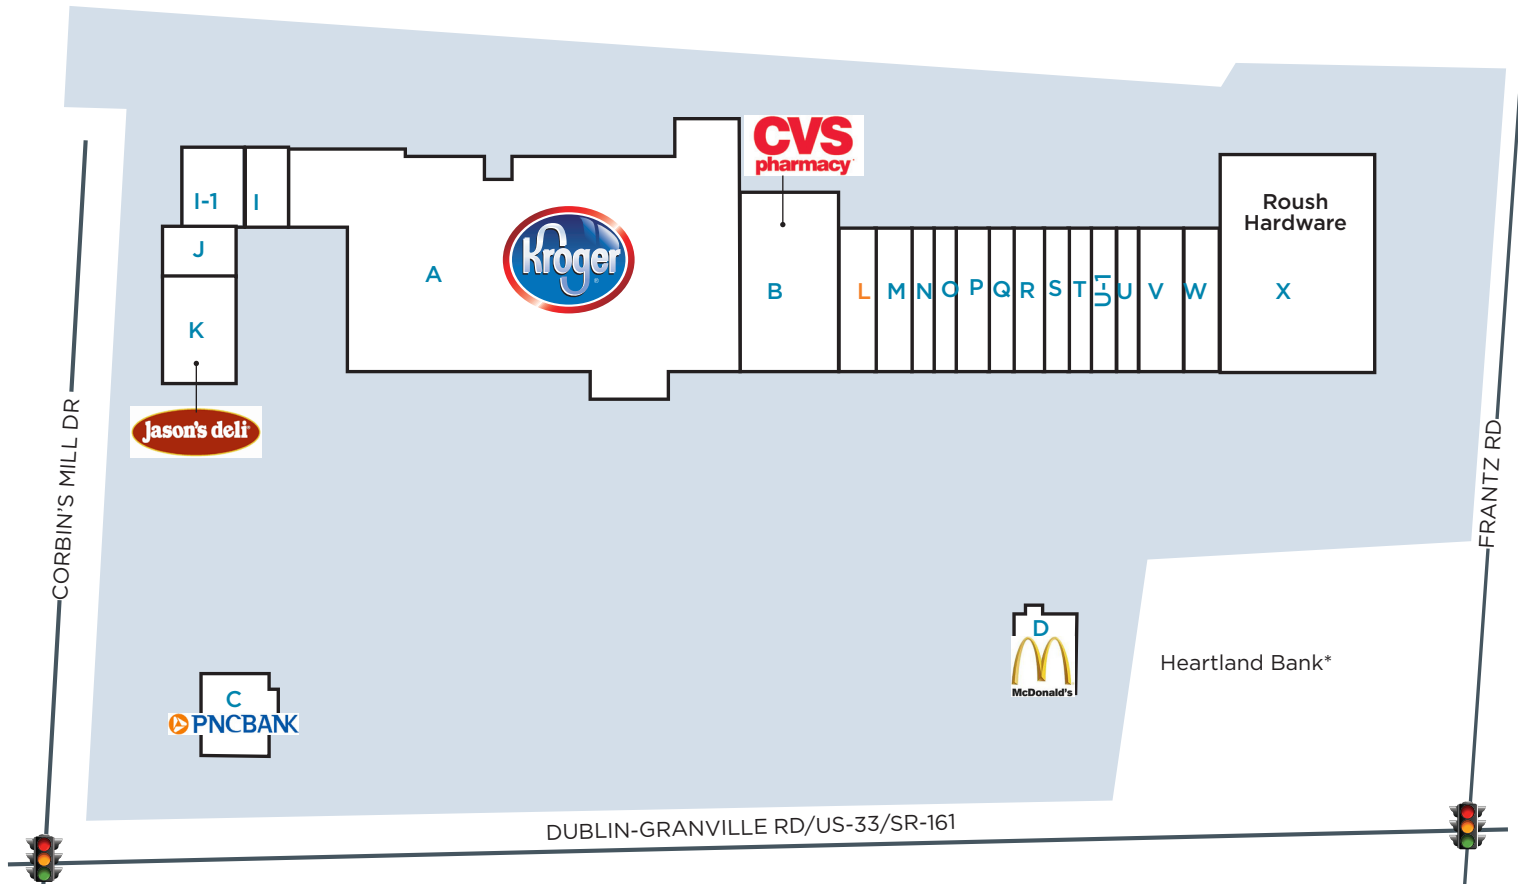 CVS
pharmacy
Roush
Hardware
I-1
I
J
A
Kroger
B
L
M
N
O
P
Q
R
S
T
U-1
U
V
W
X
K
Jason's deli
CORBIN'S MILL DR
FRANTZ RD
D
McDonald's
Heartland Bank*
C
PNCBANK
DUBLIN-GRANVILLE RD/US-33/SR-161